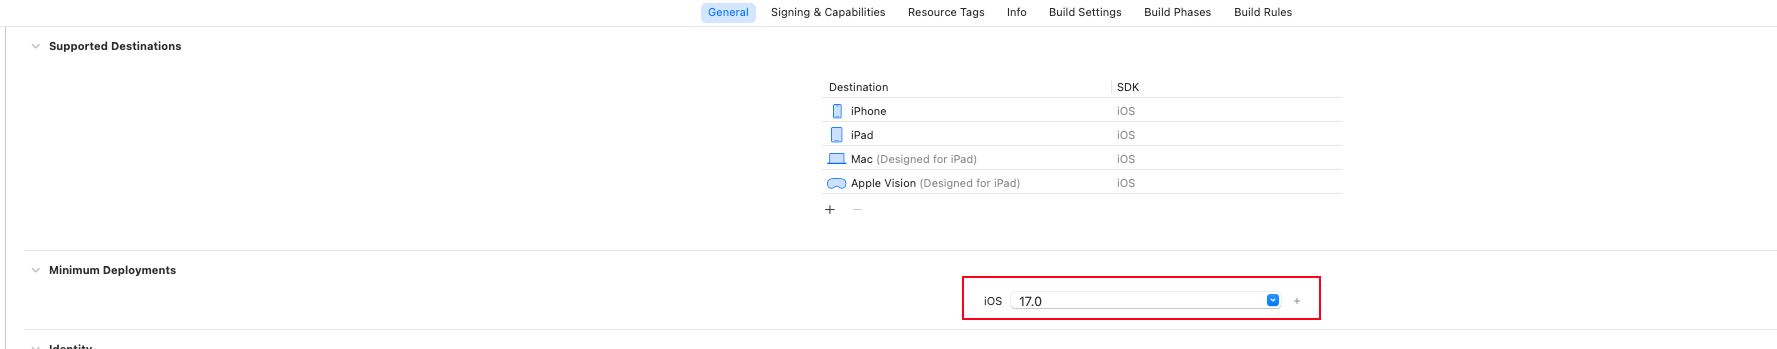 General Signing & Capabilities Resource Tags Info Build Settings Build Phases Build Rules
Supported Destinations
Destination SDK
iPhone iOS
iPad iOS
Mac (Designed for iPad) iOS
Apple Vision (Designed for iPad) iOS
Minimum Deployments
iOS 17.0
Identity